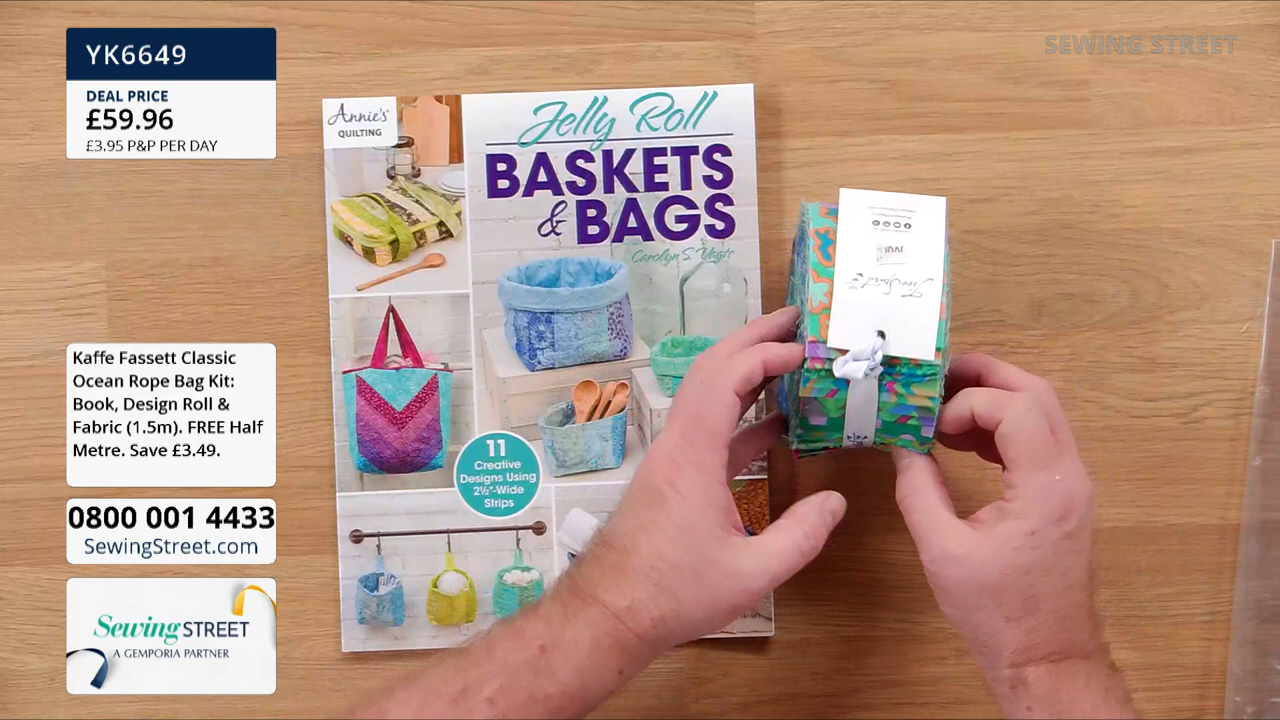 YK6649
DEAL PRICE
£59.96
£3.95 P&P PER DAY
Kaffe Fassett Classic
Ocean Rope Bag Kit:
Book, Design Roll &
Fabric (1.5m). FREE Half
Metre. Save £3.49.
0800 001 4433
SewingStreet.com
Sewing STREET
A GEMPORIA PARTNER
SEWING STREET
Annie's
QUILTING
Jelly Roll
BASKETS
& BAGS
Carolyn S. Vagts
11
Creative
Designs Using
2½"-Wide
Strips